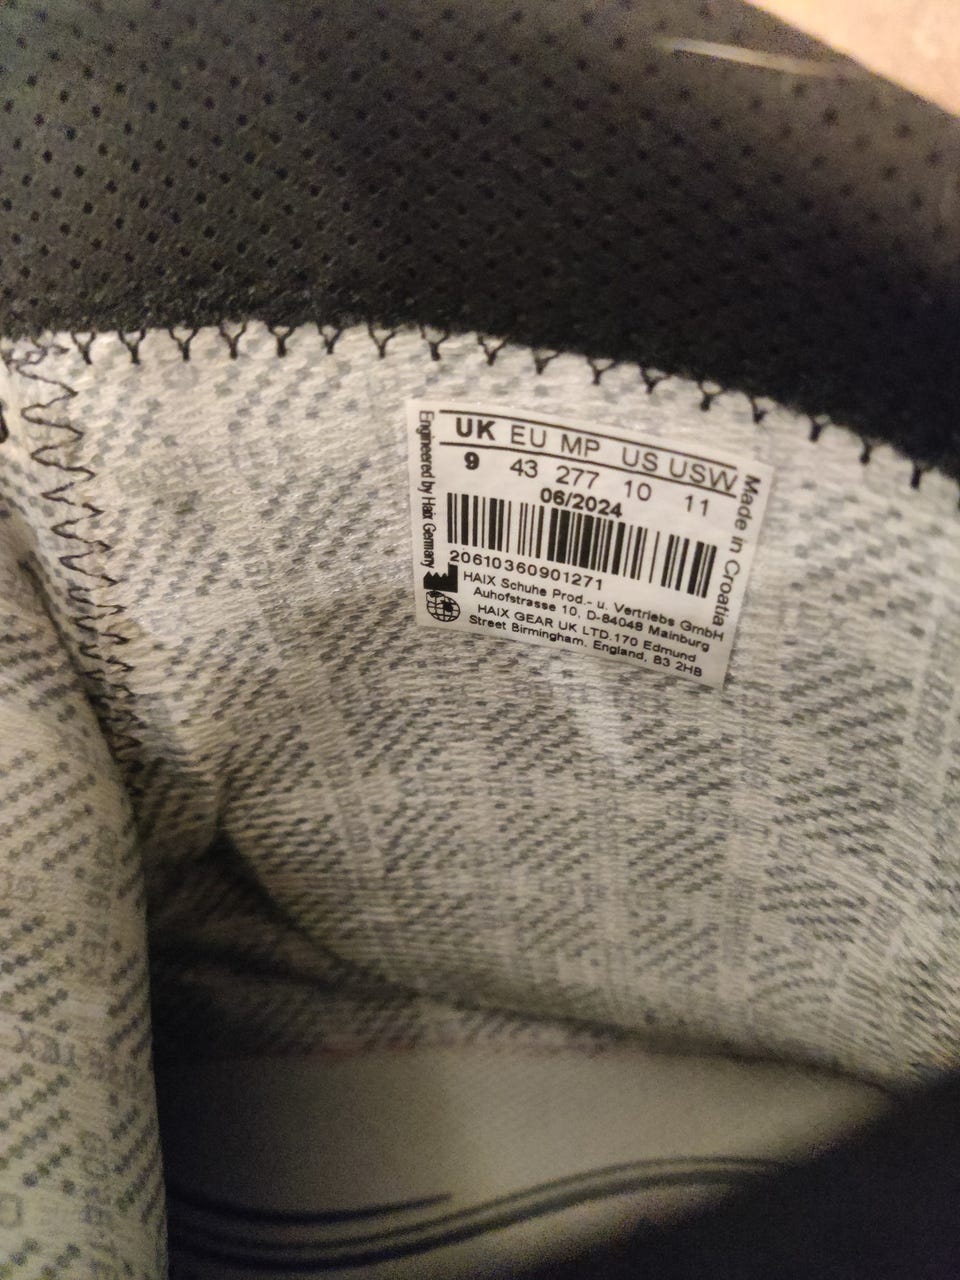 UK EU MP US USW
9 43 277 10 11
06/2024
20610360901271
HAIX Schuhe Prod.- u. Vertriebs GmbH
Auhofstrasse 10, D-84048 Mainburg
HAIX GEAR UK LTD.170 Edmund
Street Birmingham, England, B3 2HB
Engineered by Haix Germany
Made in Croatia